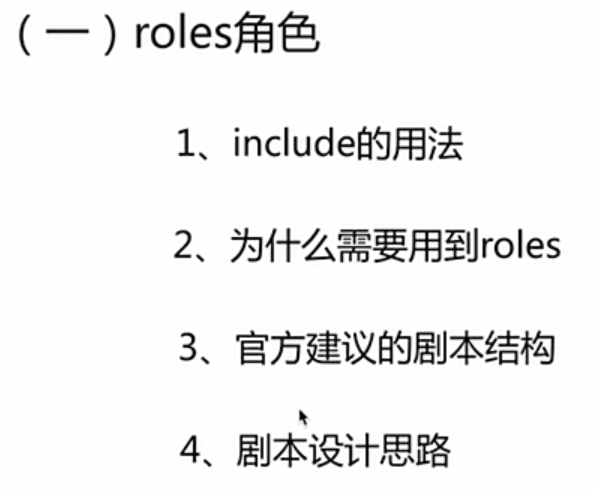 （一）roles角色
1、include的用法
2、为什么需要用到roles
3、官方建议的剧本结构
4、剧本设计思路